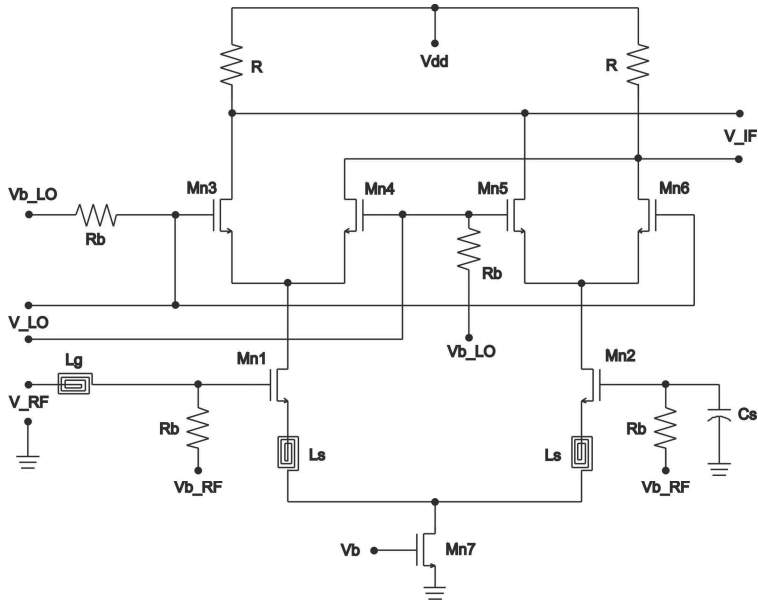 R
Vdd
R
V_IF
Vb_LO
Rb
Mn3
Mn4
Mn5
Mn6
Rb
V_LO
Vb_LO
Lg
Mn1
Mn2
V_RF
Rb
Vb_RF
Ls
Ls
Rb
Vb_RF
Cs
Vb
Mn7